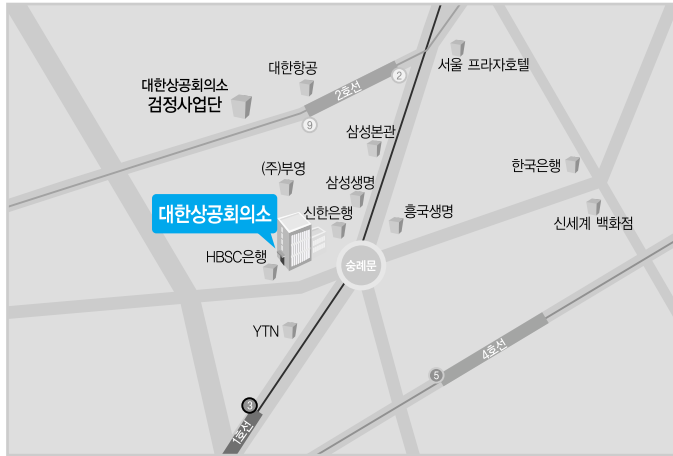 서울 프라자호텔
대한항공
2
대한상공회의소
검정사업단
2호선
9
삼성본관
한국은행
(주)부영
삼성생명
대한상공회의소
신한은행
흥국생명
신세계 백화점
HBSC은행
숭례문
YTN
4호선
5
3
1호선